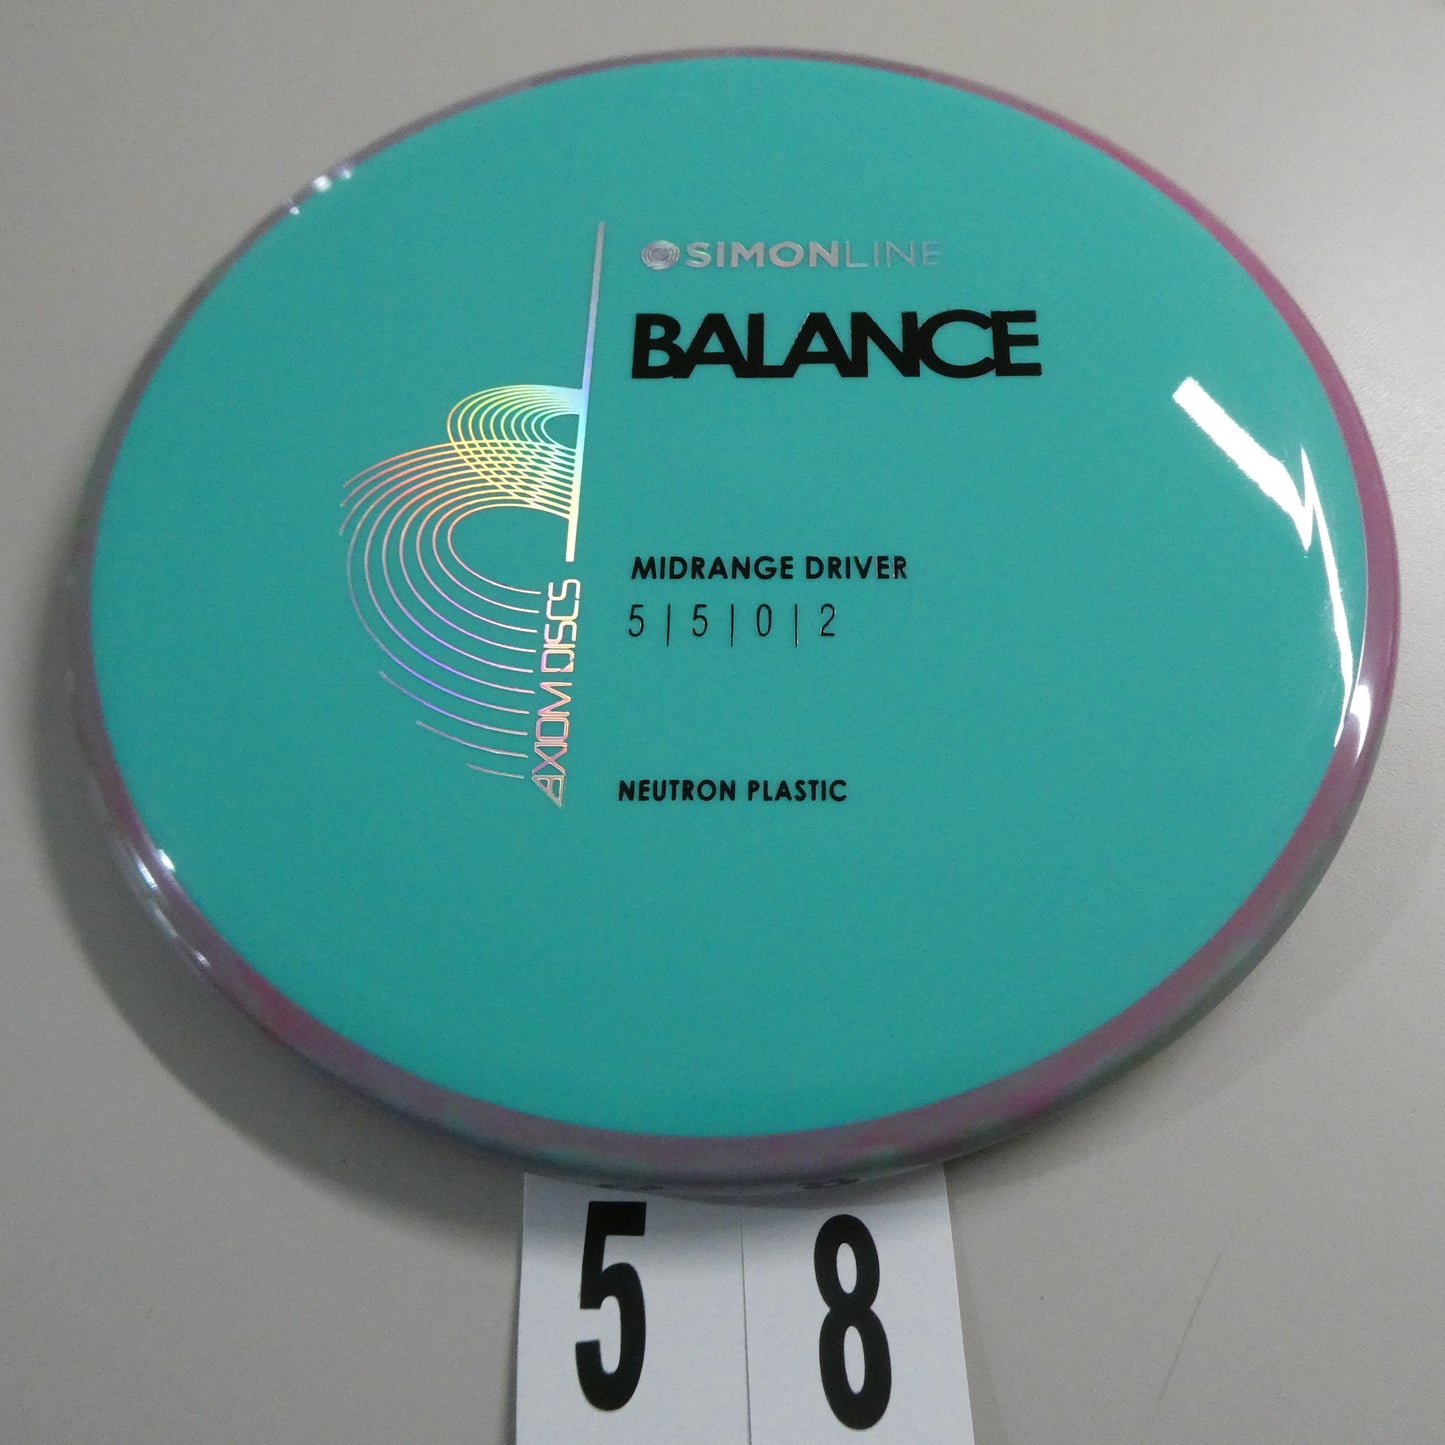 SIMONLINE
BALANCE
MIDRANGE DRIVER
5 | 5 | 0 | 2
AXIOM DISCS
NEUTRON PLASTIC
5 8